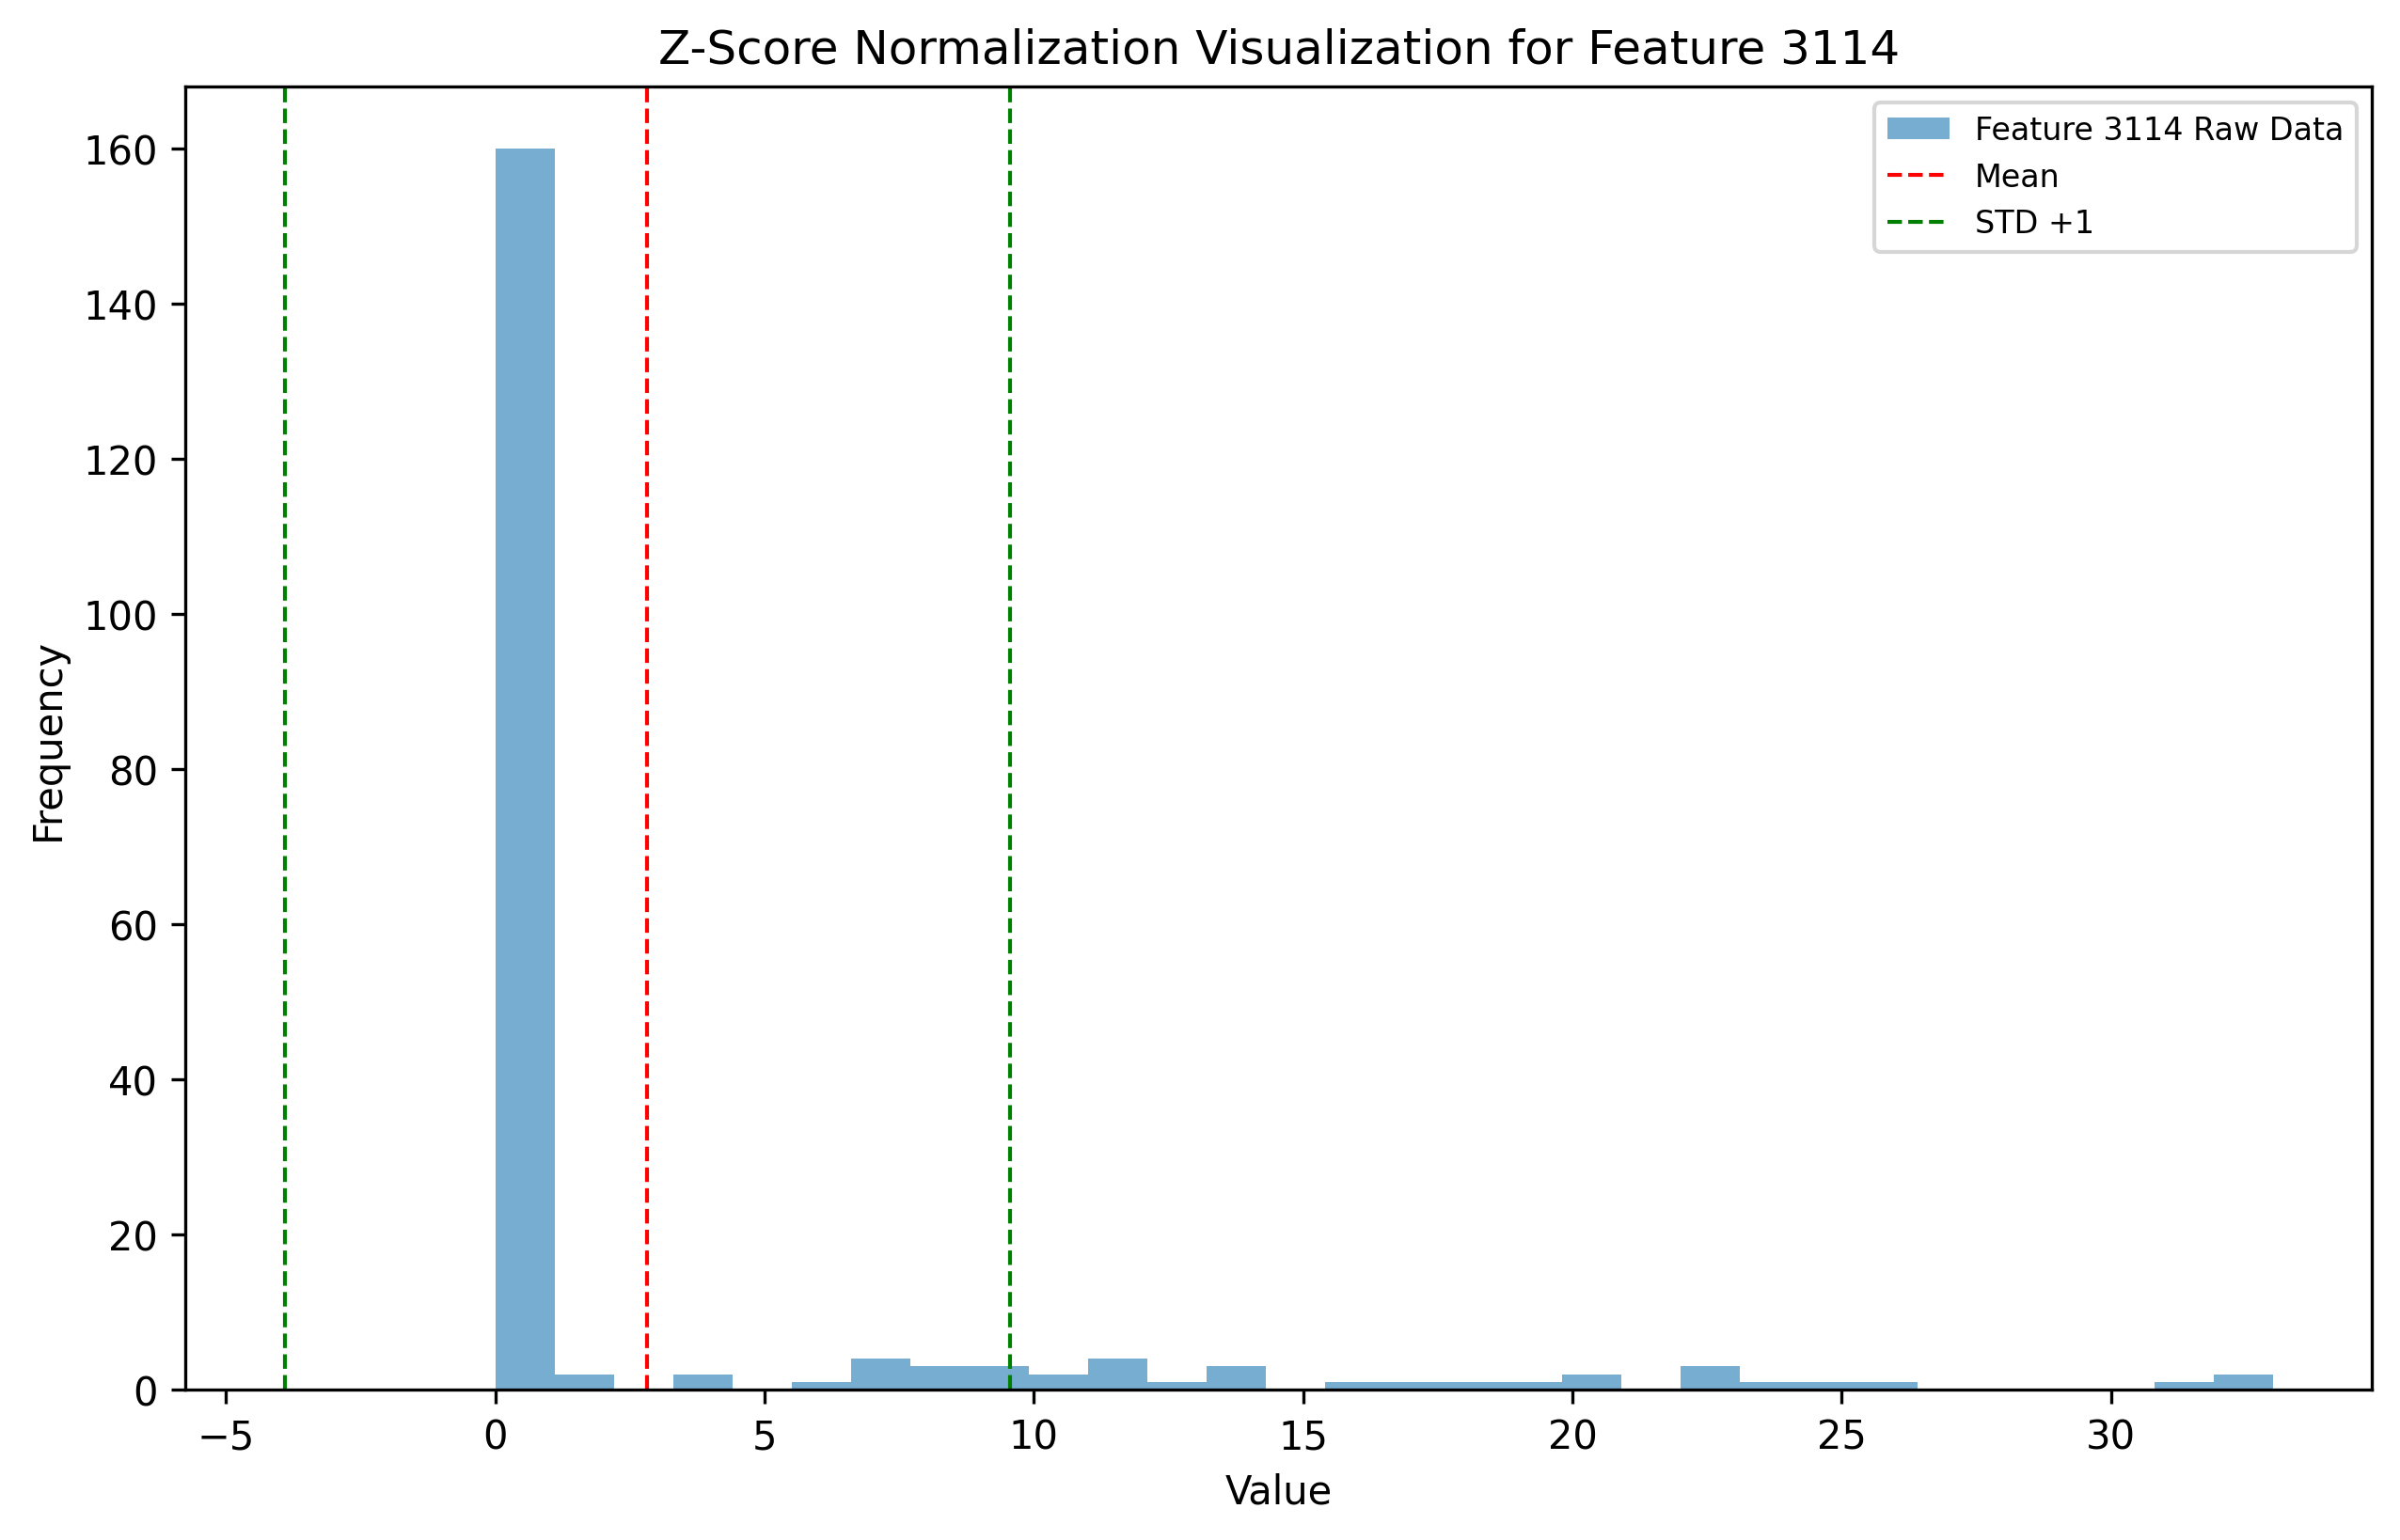 Z-Score Normalization Visualization for Feature 3114
Feature 3114 Raw Data
Mean
STD +1
160
140
120
100
80
60
40
20
0
Frequency
−5 0 5 10 15 20 25 30
Value